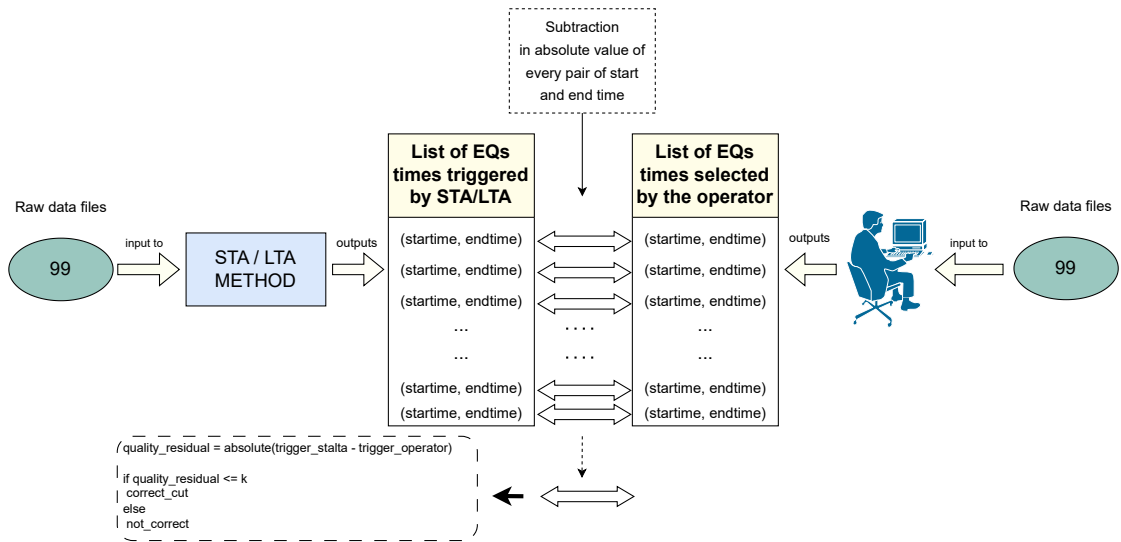 Subtraction
in absolute value of
every pair of start
and end time
Raw data files
99
input to
STA / LTA
METHOD
outputs
List of EQs
times triggered
by STA/LTA
(startime, endtime)
(startime, endtime)
(startime, endtime)
...
...
(startime, endtime)
(startime, endtime)
. . . .
. . . .
List of EQs
times selected
by the operator
(startime, endtime)
(startime, endtime)
(startime, endtime)
...
...
(startime, endtime)
(startime, endtime)
outputs
input to
Raw data files
99
quality_residual = absolute(trigger_stalta - trigger_operator)
if quality_residual <= k
correct_cut
else
not_correct